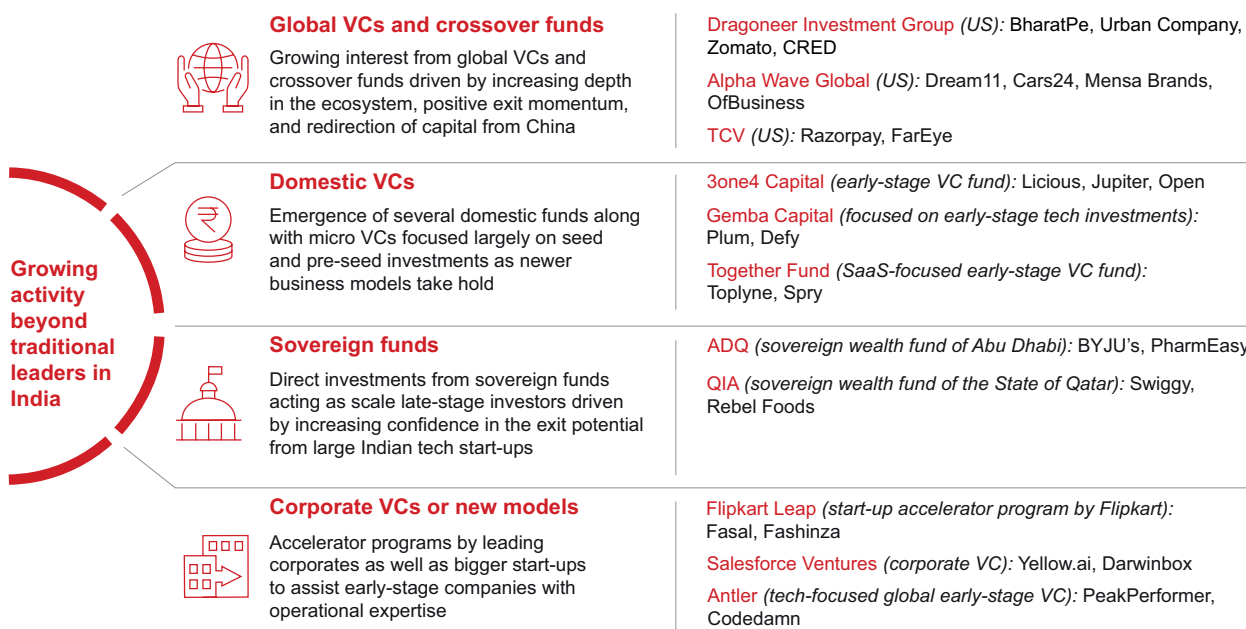 Growing
activity
beyond
traditional
leaders in
India
Global VCs and crossover funds
Growing interest from global VCs and
crossover funds driven by increasing depth
in the ecosystem, positive exit momentum,
and redirection of capital from China
Dragoneer Investment Group (US): BharatPe, Urban Company,
Zomato, CRED
Alpha Wave Global (US): Dream11, Cars24, Mensa Brands,
OfBusiness
TCV (US): Razorpay, FarEye
Domestic VCs
Emergence of several domestic funds along
with micro VCs focused largely on seed
and pre-seed investments as newer
business models take hold
3one4 Capital (early-stage VC fund): Licious, Jupiter, Open
Gemba Capital (focused on early-stage tech investments):
Plum, Defy
Together Fund (SaaS-focused early-stage VC fund):
Toplyne, Spry
Sovereign funds
Direct investments from sovereign funds
acting as scale late-stage investors driven
by increasing confidence in the exit potential
from large Indian tech start-ups
ADQ (sovereign wealth fund of Abu Dhabi): BYJU's, PharmEasy
QIA (sovereign wealth fund of the State of Qatar): Swiggy,
Rebel Foods
Corporate VCs or new models
Accelerator programs by leading
corporates as well as bigger start-ups
to assist early-stage companies with
operational expertise
Flipkart Leap (start-up accelerator program by Flipkart):
Fasal, Fashinza
Salesforce Ventures (corporate VC): Yellow.ai, Darwinbox
Antler (tech-focused global early-stage VC): PeakPerformer,
Codedamn